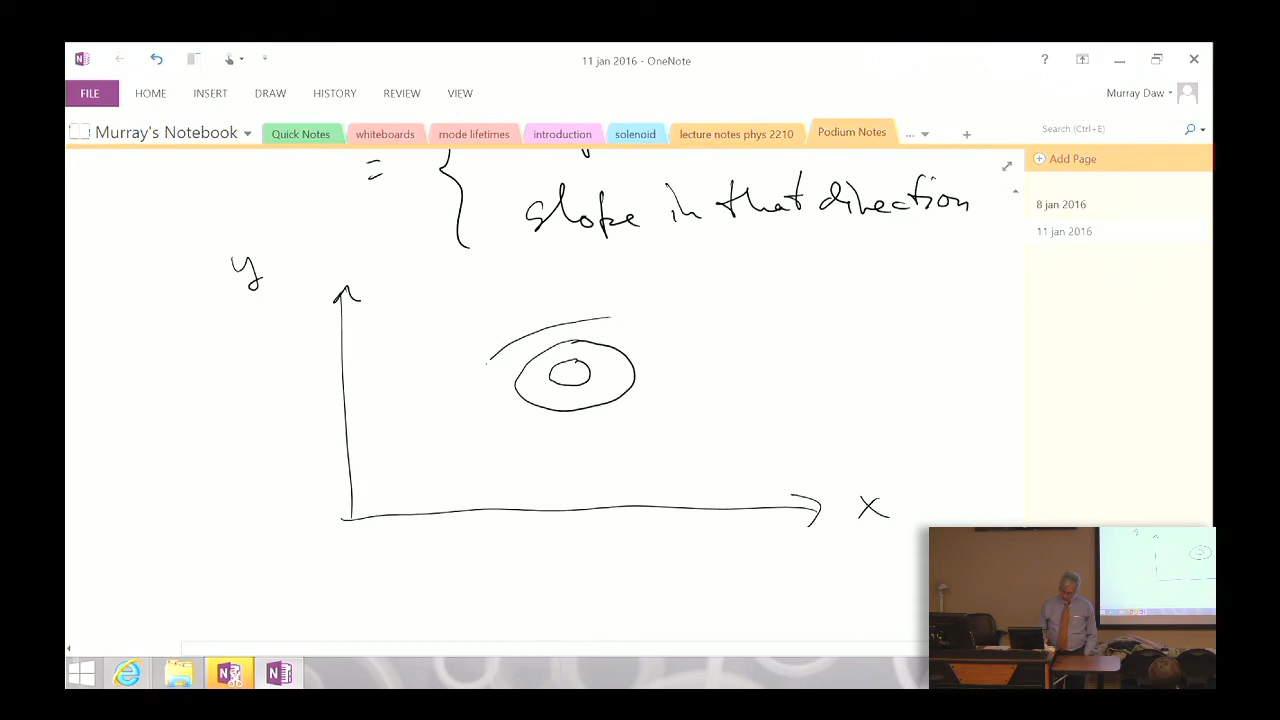 11 jan 2016 - OneNote
?
FILE HOME INSERT DRAW HISTORY REVIEW VIEW
Murray Daw
Murray's Notebook Quick Notes whiteboards mode lifetimes introduction solenoid lecture notes phys 2210 Podium Notes ... +
Search (Ctrl+E)
Add Page
8 jan 2016
11 jan 2016
= {
slope in that direction
y
x